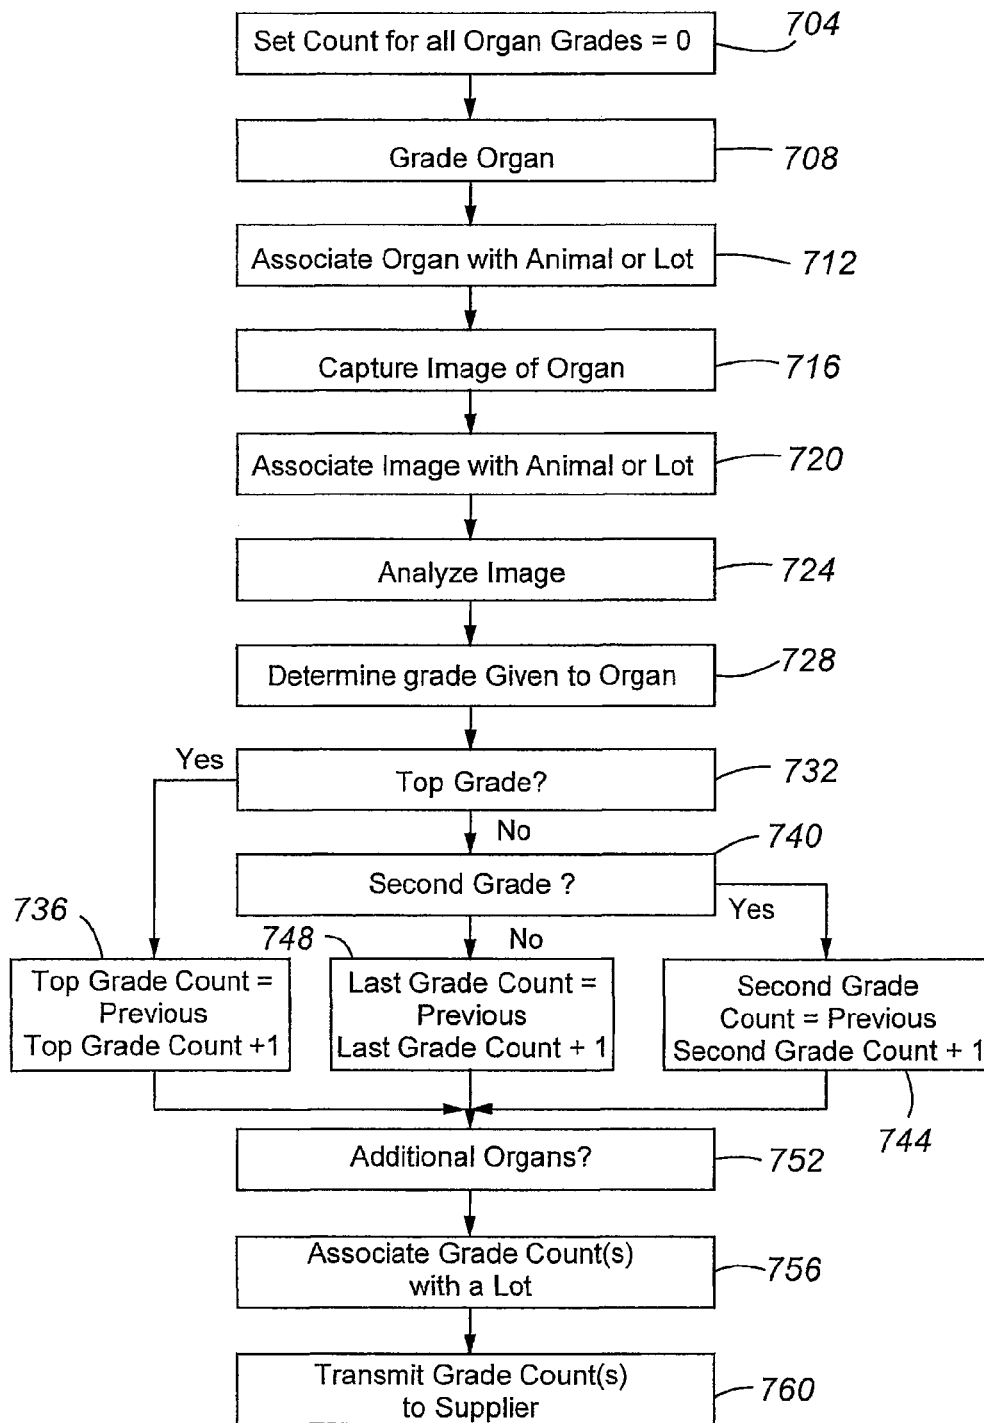 Set Count for all Organ Grades = 0
704
Grade Organ
708
Associate Organ with Animal or Lot
712
Capture Image of Organ
716
Associate Image with Animal or Lot
720
Analyze Image
724
Determine grade Given to Organ
728
Yes
Top Grade?
732
No
740
Second Grade ?
Yes
736
748
No
Top Grade Count =
Previous
Top Grade Count +1
Last Grade Count =
Previous
Last Grade Count + 1
Second Grade
Count = Previous
Second Grade Count + 1
744
Additional Organs?
752
Associate Grade Count(s)
with a Lot
756
Transmit Grade Count(s)
to Supplier
760